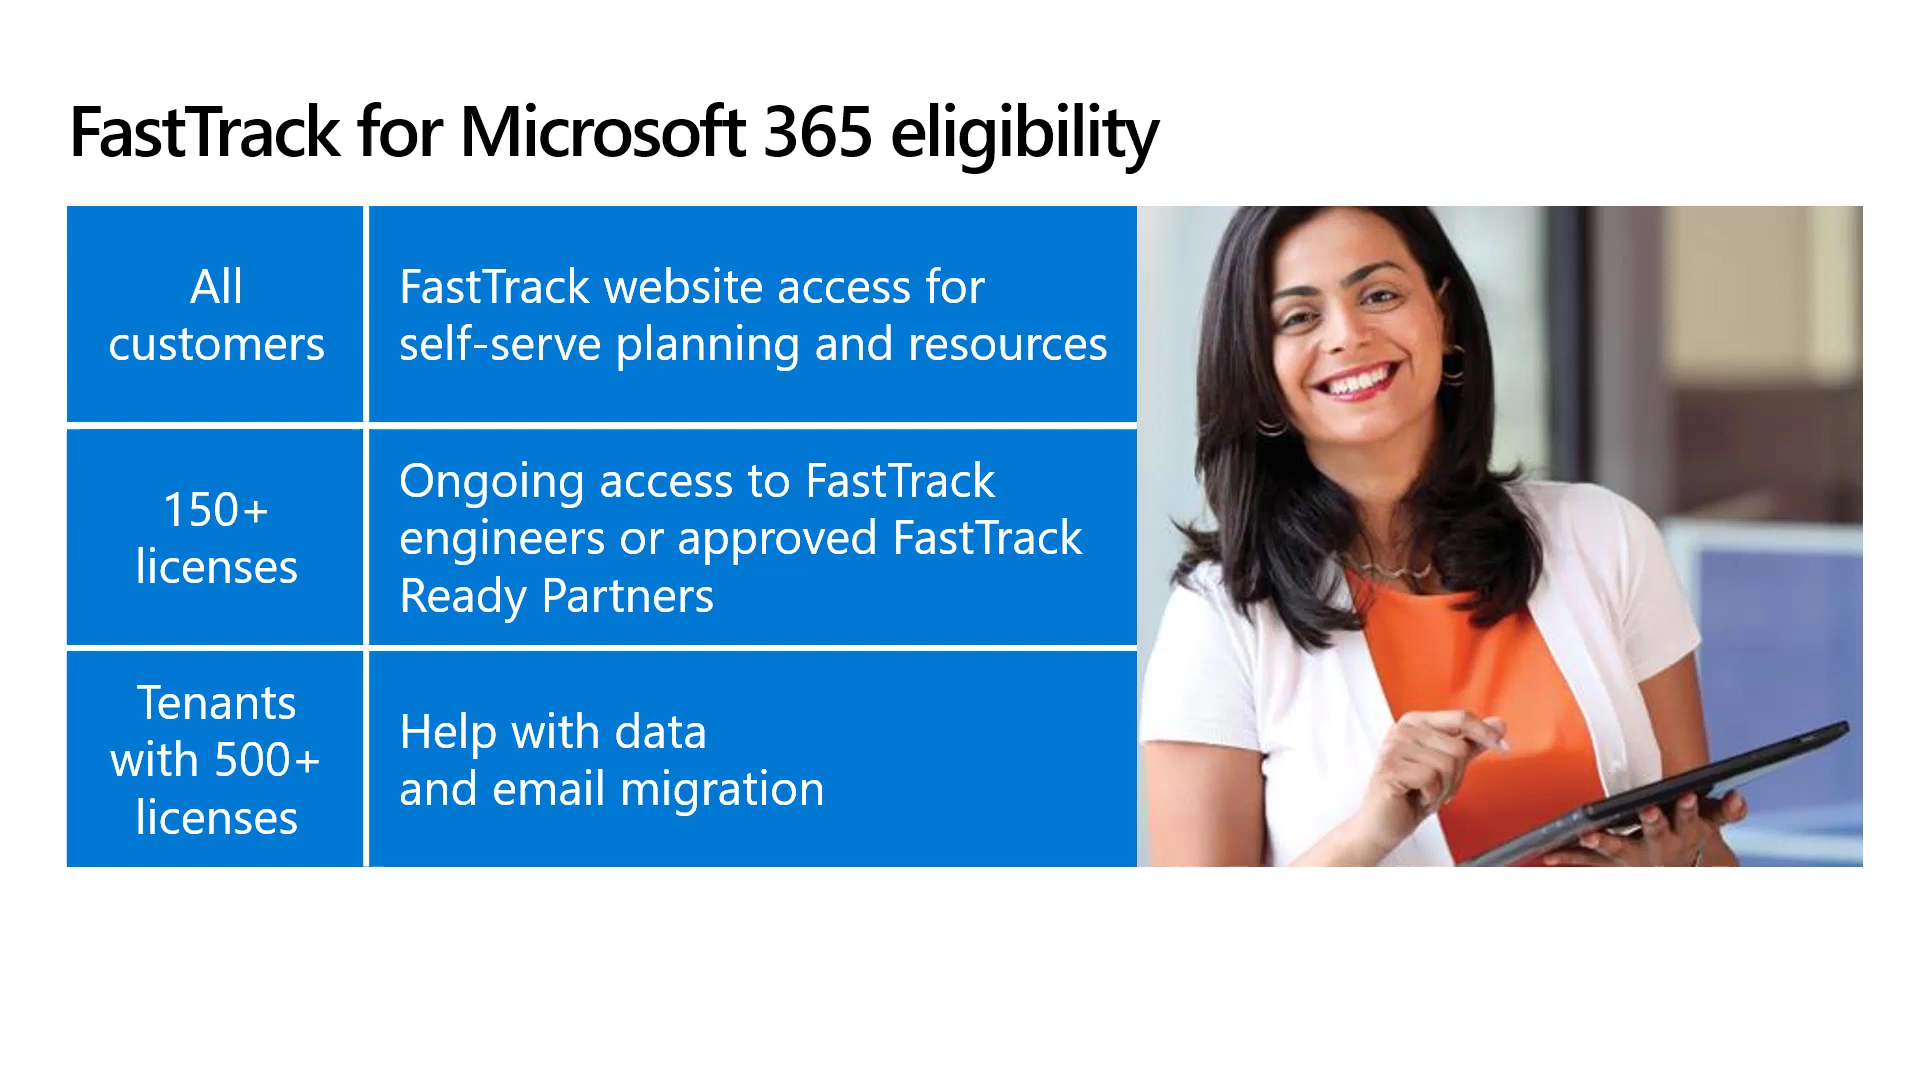 FastTrack for Microsoft 365 eligibility
All
customers
FastTrack website access for
self-serve planning and resources
150+
licenses
Ongoing access to FastTrack
engineers or approved FastTrack
Ready Partners
Tenants
with 500+
licenses
Help with data
and email migration